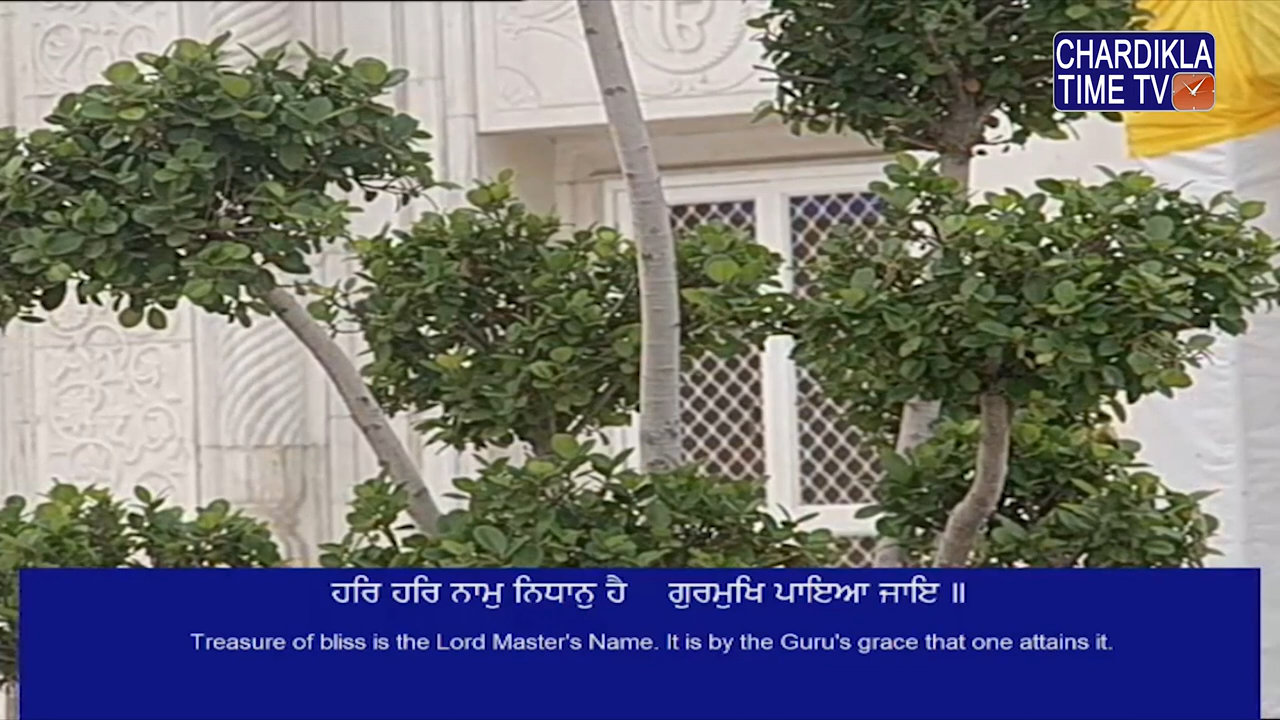 ੴ
CHARDIKLA
TIME TV
ਹਰਿ ਹਰਿ ਨਾਮੁ ਨਿਧਾਨੁ ਹੈ ਗੁਰਮੁਖਿ ਪਾਇਆ ਜਾਇ ॥
Treasure of bliss is the Lord Master's Name. It is by the Guru's grace that one attains it.